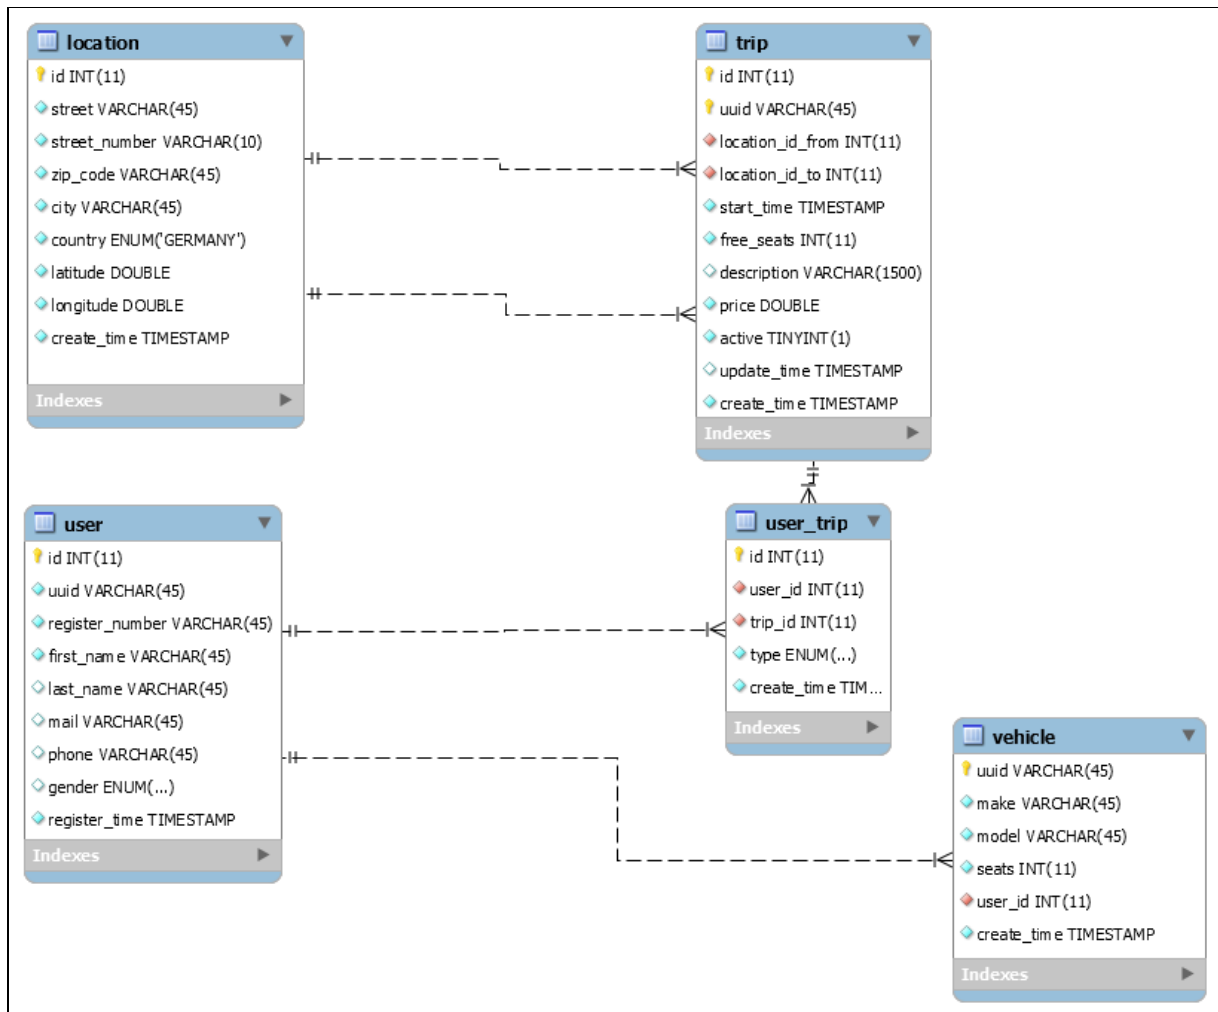 location
id INT(11)
street VARCHAR(45)
street_number VARCHAR(10)
zip_code VARCHAR(45)
city VARCHAR(45)
country ENUM('GERMANY')
latitude DOUBLE
longitude DOUBLE
create_time TIMESTAMP
Indexes
trip
id INT(11)
uuid VARCHAR(45)
location_id_from INT(11)
location_id_to INT(11)
start_time TIMESTAMP
free_seats INT(11)
description VARCHAR(1500)
price DOUBLE
active TINYINT(1)
update_time TIMESTAMP
create_time TIMESTAMP
Indexes
user
id INT(11)
uuid VARCHAR(45)
register_number VARCHAR(45)
first_name VARCHAR(45)
last_name VARCHAR(45)
mail VARCHAR(45)
phone VARCHAR(45)
gender ENUM(...)
register_time TIMESTAMP
Indexes
user_trip
id INT(11)
user_id INT(11)
trip_id INT(11)
type ENUM(...)
create_time TIM...
Indexes
vehicle
uuid VARCHAR(45)
make VARCHAR(45)
model VARCHAR(45)
seats INT(11)
user_id INT(11)
create_time TIMESTAMP
Indexes